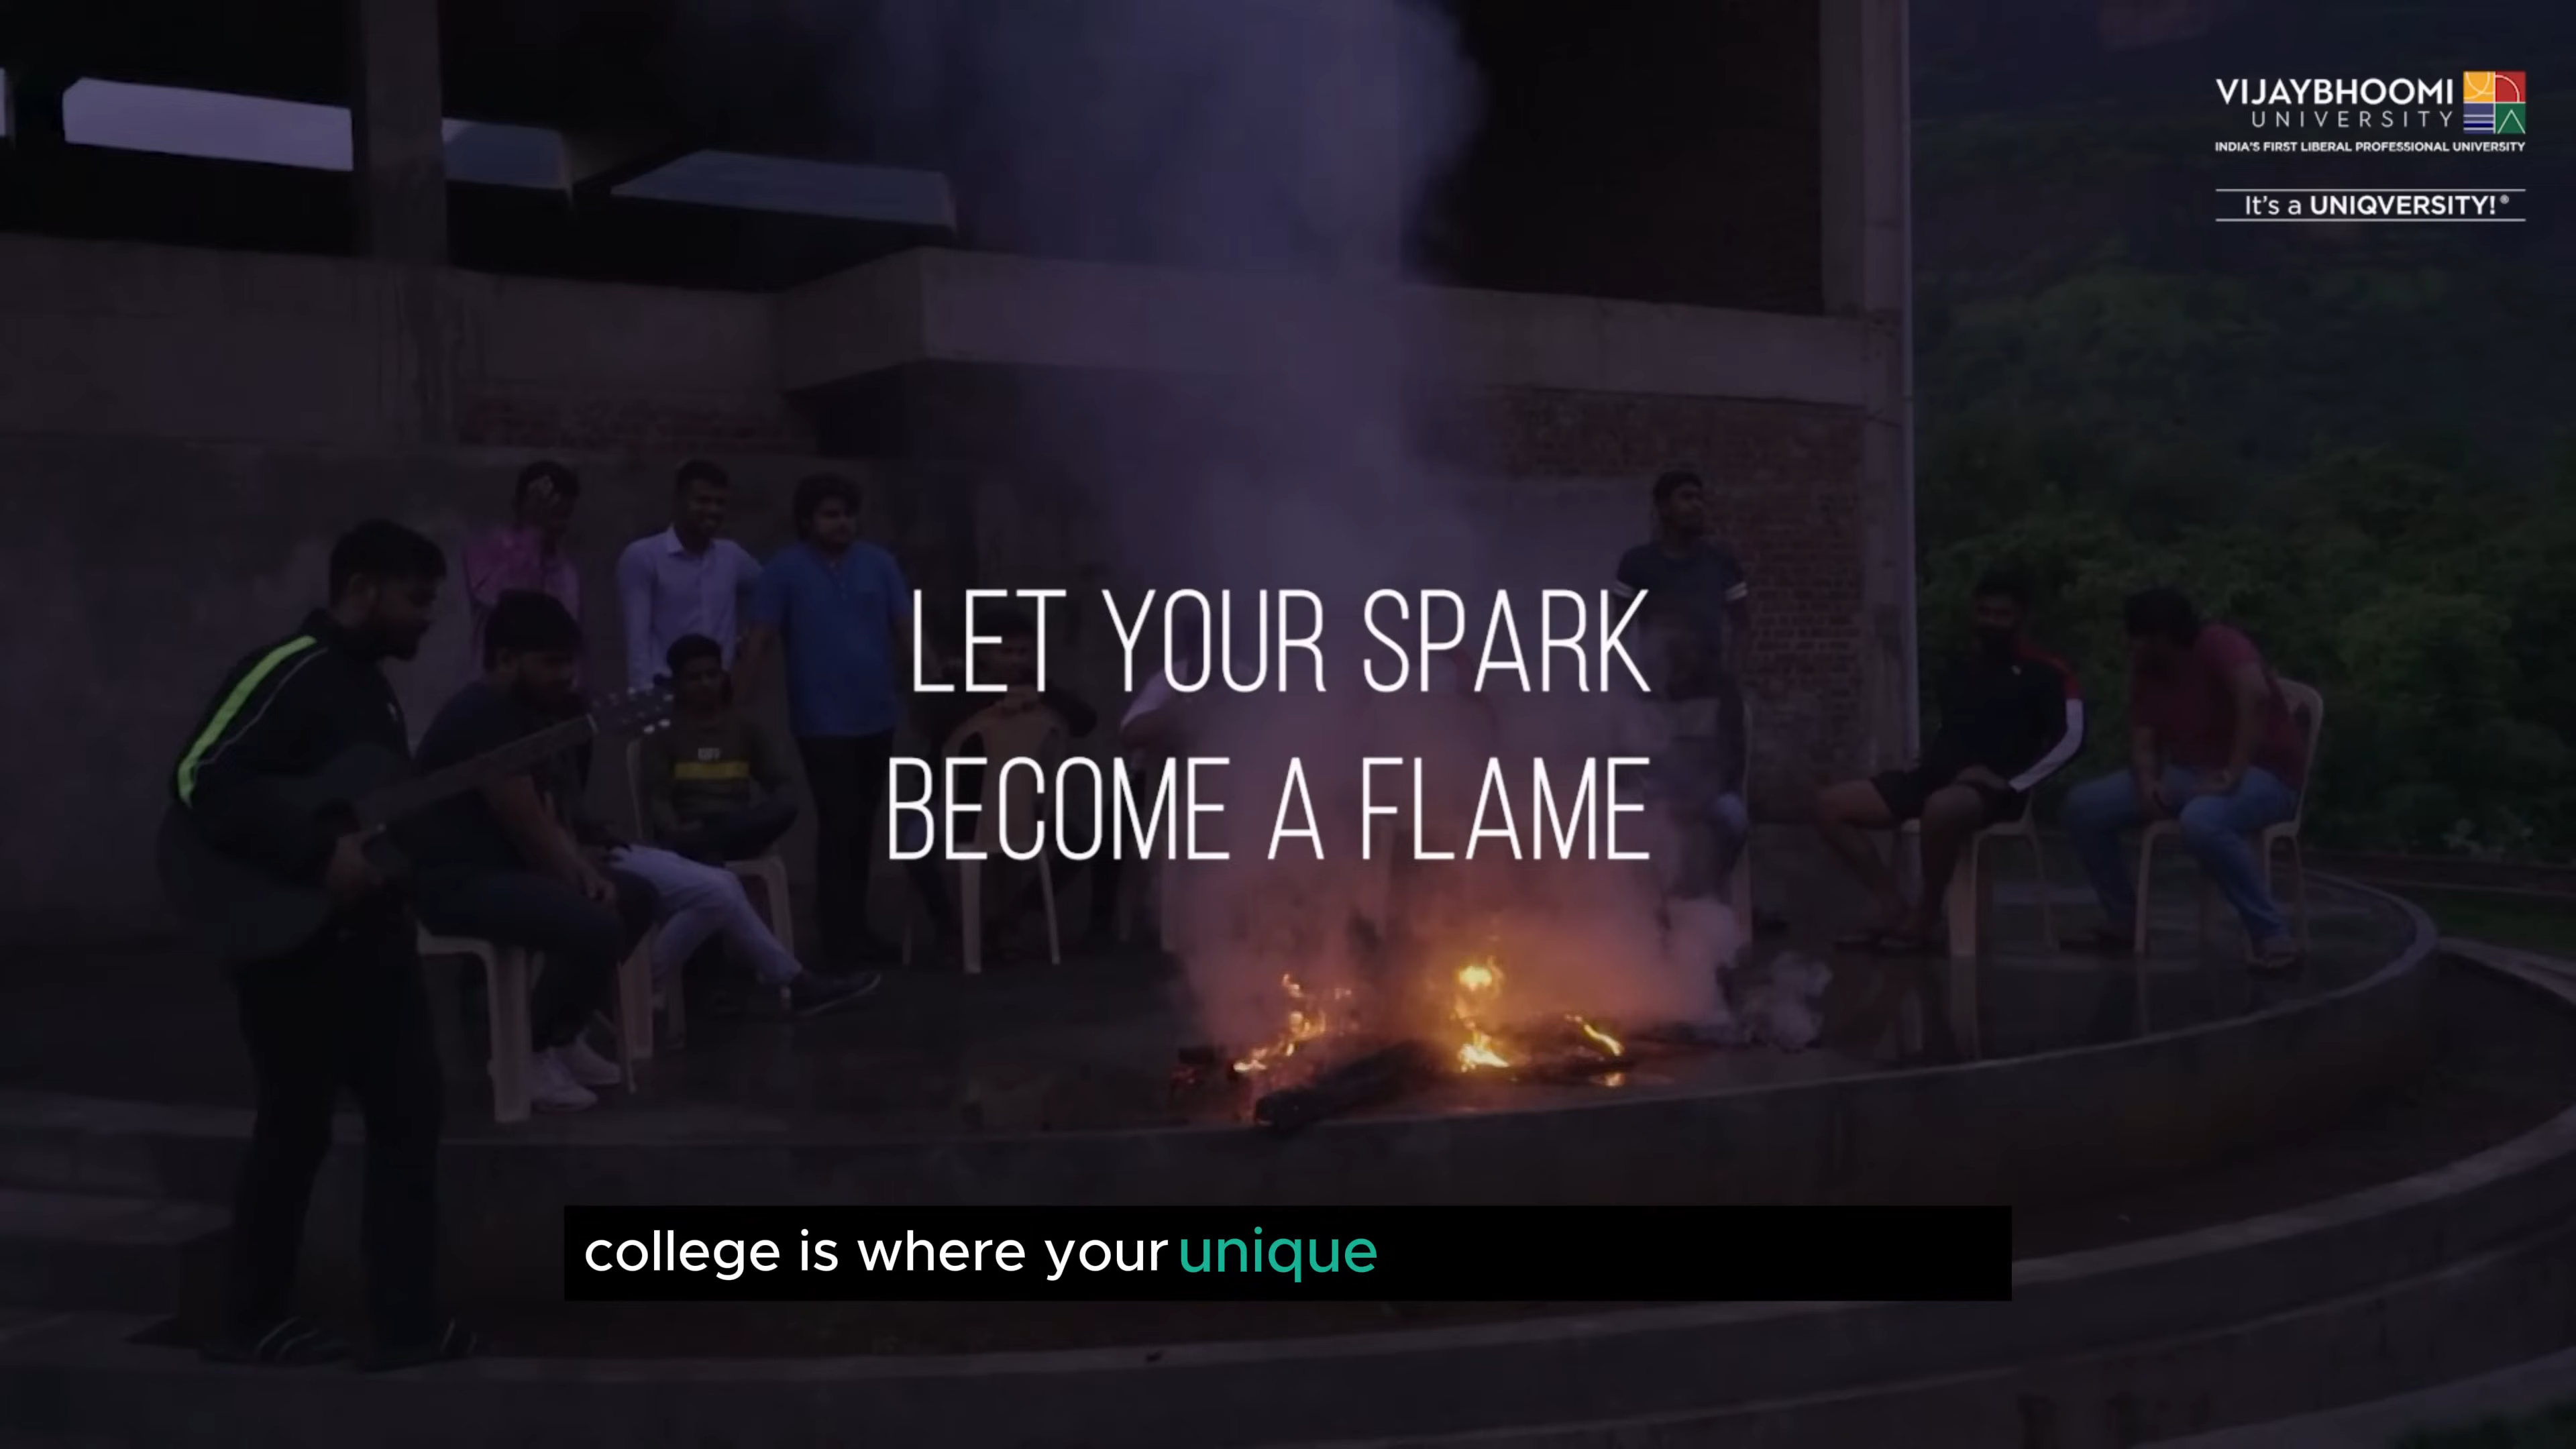 VIJAYBHOOMI
UNIVERSITY
INDIA'S FIRST LIBERAL PROFESSIONAL UNIVERSITY
It's a UNIQVERSITY!®
LET YOUR SPARK
BECOME A FLAME
college is where your unique